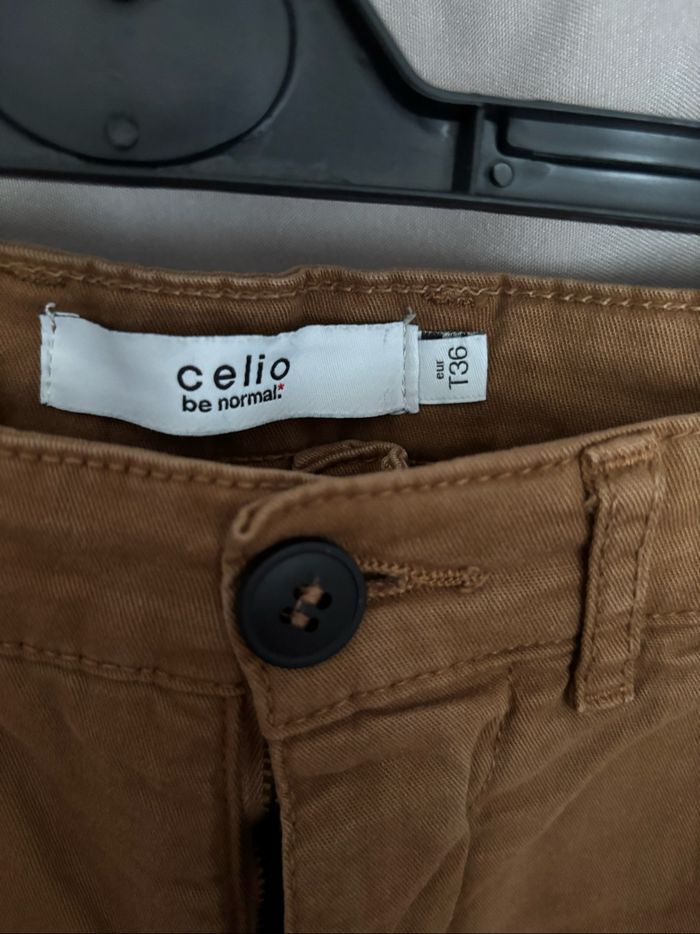 celio
be normal.*
eur
T36